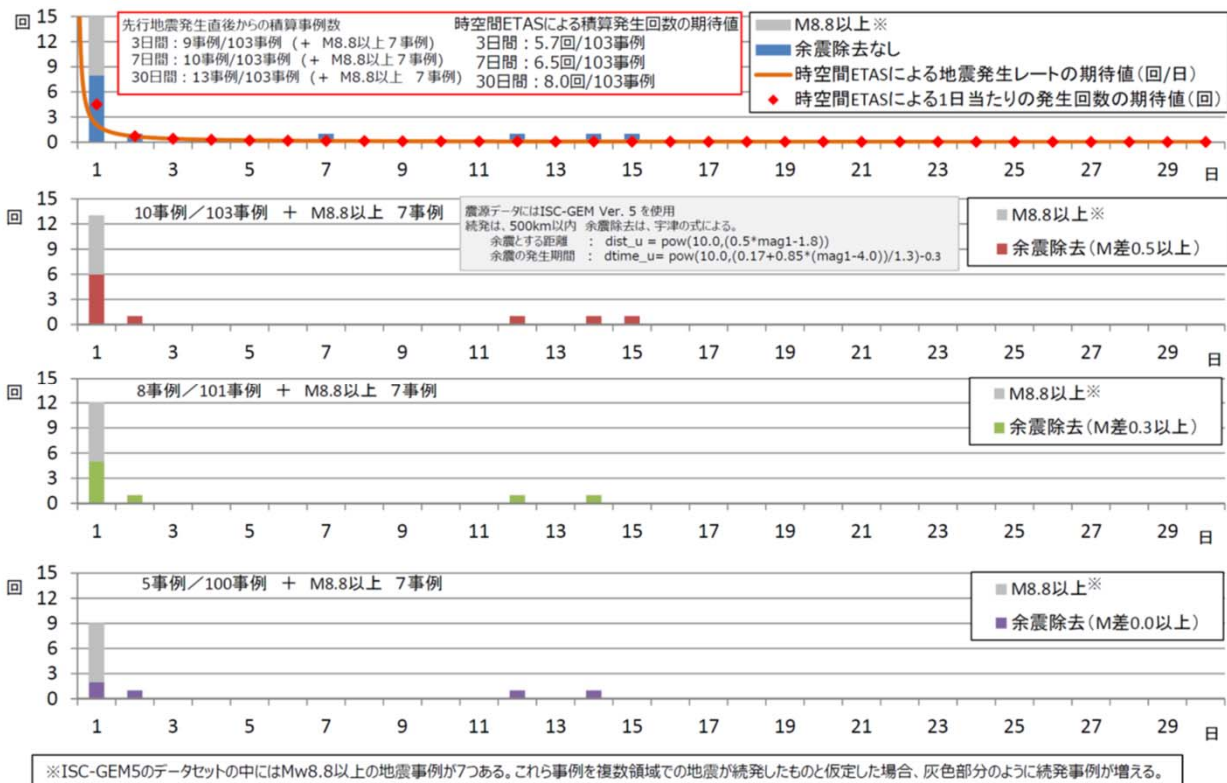 回
15
12
9
6
3
0
先行地震発生直後からの積算事例数
3日間：9事例/103事例（+ M8.8以上７事例）
7日間：10事例/103事例（+ M8.8以上７事例）
30日間：13事例/103事例（+ M8.8以上 ７事例）
時空間ETASによる積算発生回数の期待値
3日間：5.7回/103事例
7日間：6.5回/103事例
30日間：8.0回/103事例
M8.8以上※
余震除去なし
時空間ETASによる地震発生レートの期待値(回/日)
時空間ETASによる1日当たりの発生回数の期待値(回)
1 3 5 7 9 11 13 15 17 19 21 23 25 27 29 日
回
15
12
9
6
3
0
10事例／103事例 ＋ M8.8以上 7事例
震源データにはISC-GEM Ver. 5 を使用
続発は、500km以内 余震除去は、宇津の式による。
余震とする距離 ： dist_u = pow(10.0,(0.5*mag1-1.8))
余震の発生期間 ： dtime_u= pow(10.0,(0.17+0.85*(mag1-4.0))/1.3)-0.3
M8.8以上※
余震除去(M差0.5以上)
1 3 5 7 9 11 13 15 17 19 21 23 25 27 29 日
回
15
12
9
6
3
0
8事例／101事例 ＋ M8.8以上 7事例
M8.8以上※
余震除去(M差0.3以上)
1 3 5 7 9 11 13 15 17 19 21 23 25 27 29 日
回
15
12
9
6
3
0
5事例／100事例 ＋ M8.8以上 7事例
M8.8以上※
余震除去(M差0.0以上)
1 3 5 7 9 11 13 15 17 19 21 23 25 27 29 日
※ISC-GEM5のデータセットの中にはMw8.8以上の地震事例が7つある。これら事例を複数領域での地震が続発したものと仮定した場合、灰色部分のように続発事例が増える。